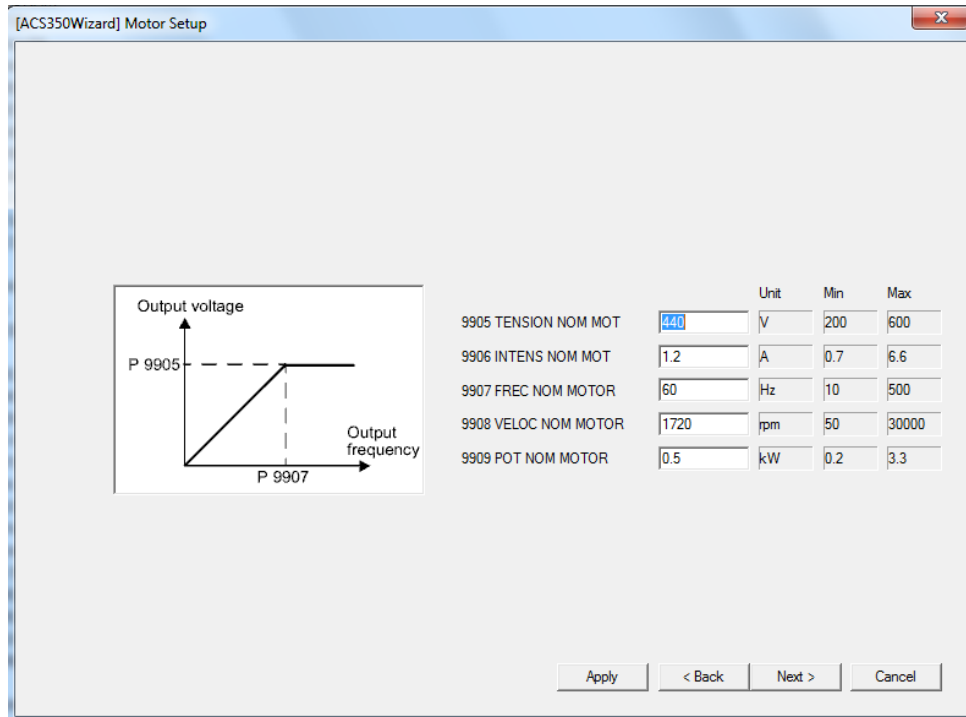 [ACS350Wizard] Motor Setup
Output voltage
P 9905
Output
frequency
P 9907
Unit Min Max
9905 TENSION NOM MOT 440 V 200 600
9906 INTENS NOM MOT 1.2 A 0.7 6.6
9907 FREC NOM MOTOR 60 Hz 10 500
9908 VELOC NOM MOTOR 1720 rpm 50 30000
9909 POT NOM MOTOR 0.5 kW 0.2 3.3
Apply < Back Next > Cancel